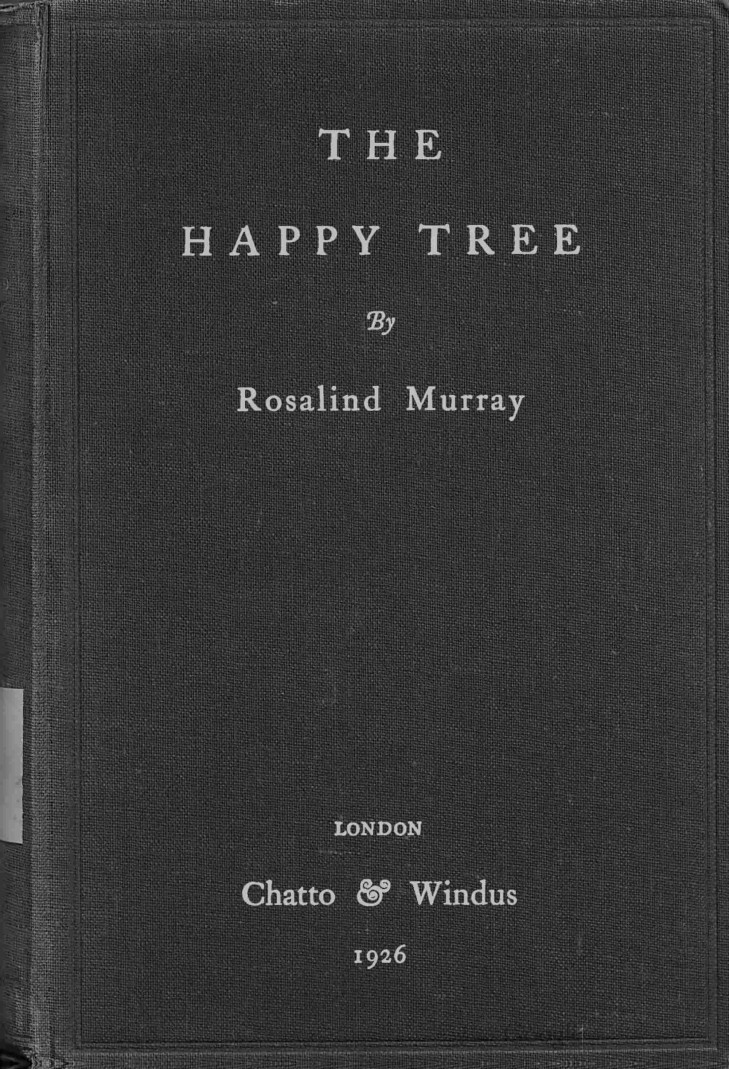 THE
HAPPY TREE
By
Rosalind Murray
LONDON
Chatto & Windus
1926